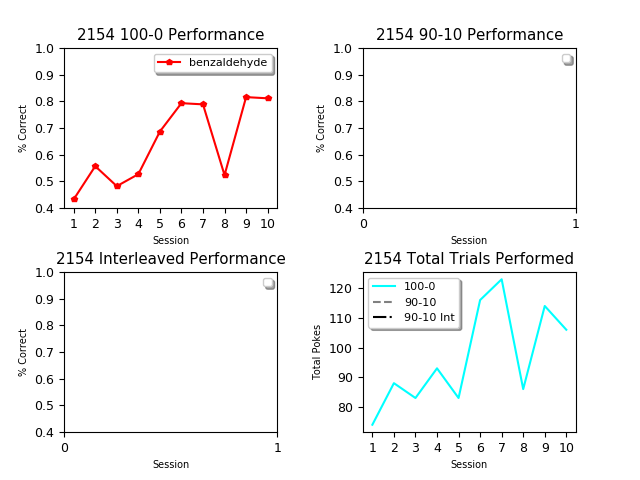 2154 100-0 Performance
1.0
0.9
0.8
0.7
0.6
0.5
0.4
% Correct
benzaldehyde
1 2 3 4 5 6 7 8 9 10
Session
2154 90-10 Performance
1.0
0.9
0.8
0.7
0.6
0.5
0.4
% Correct
0 1
Session
2154 Interleaved Performance
1.0
0.9
0.8
0.7
0.6
0.5
0.4
% Correct
0 1
Session
2154 Total Trials Performed
120
110
100
90
80
Total Pokes
100-0
90-10
90-10 Int
1 2 3 4 5 6 7 8 9 10
Session